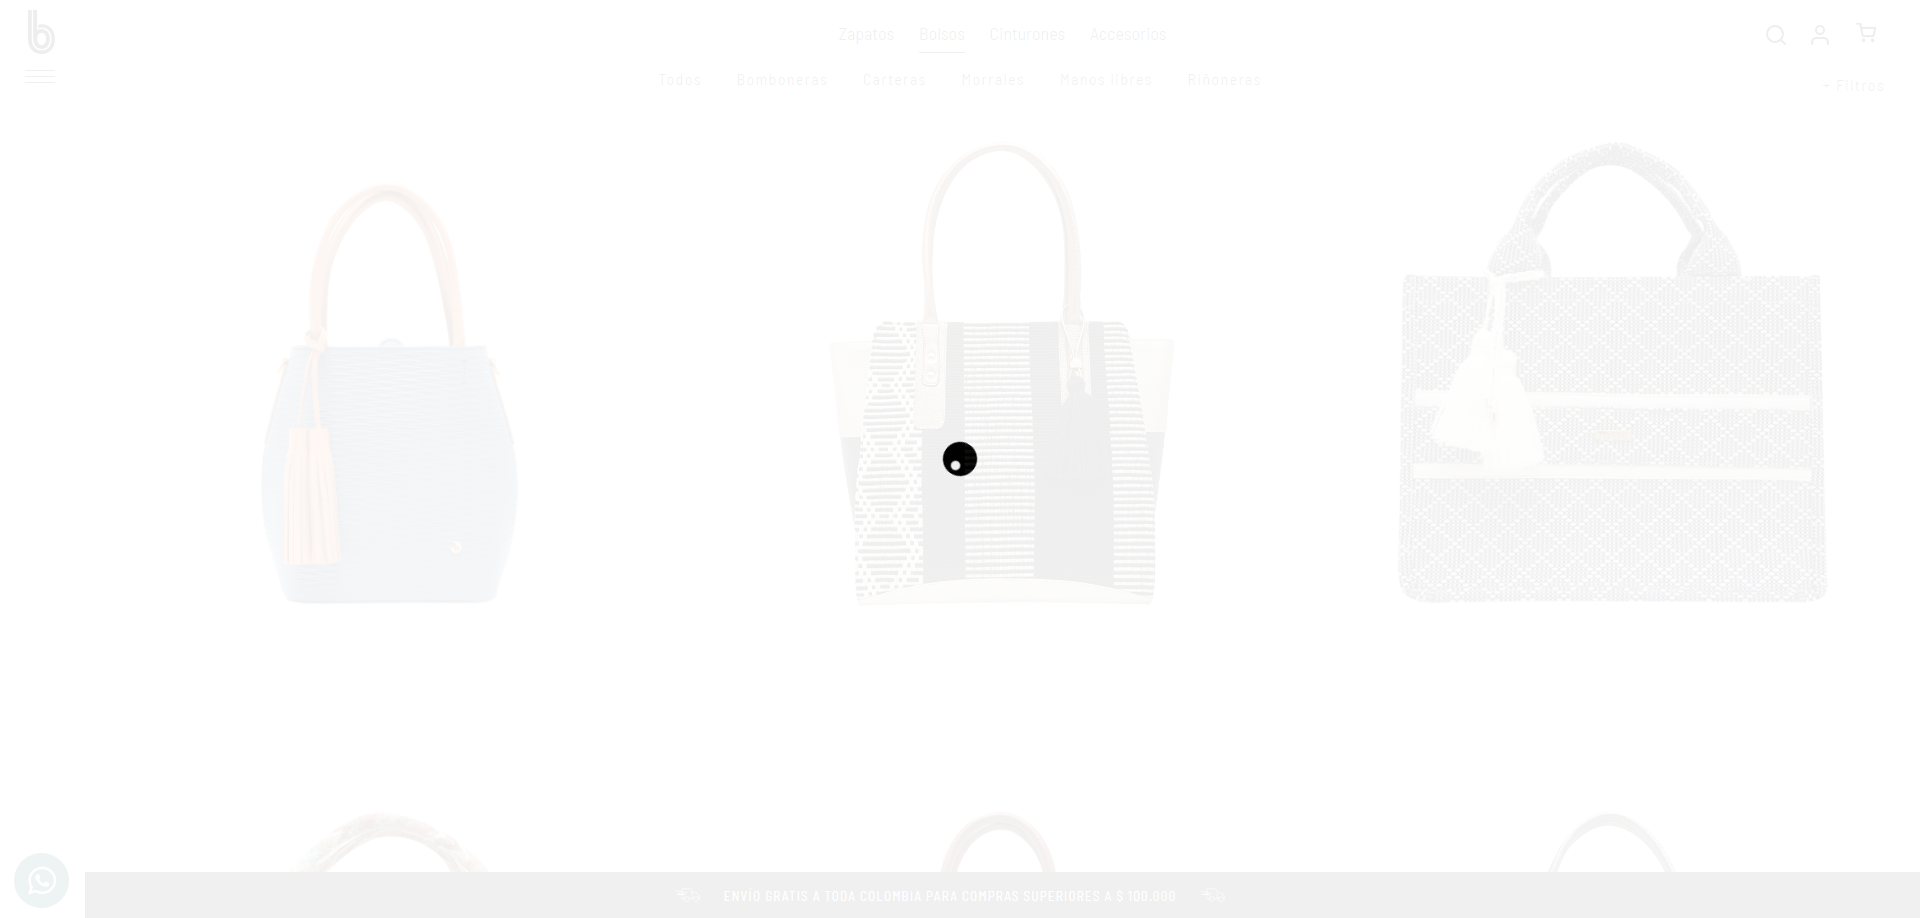 b
Zapatos Bolsos Cinturones Accesorios
Todos Bomboneras Carteras Morrales Manos libres Riñoneras
+ Filtros
ENVÍO GRATIS A TODA COLOMBIA PARA COMPRAS SUPERIORES A $ 100.000